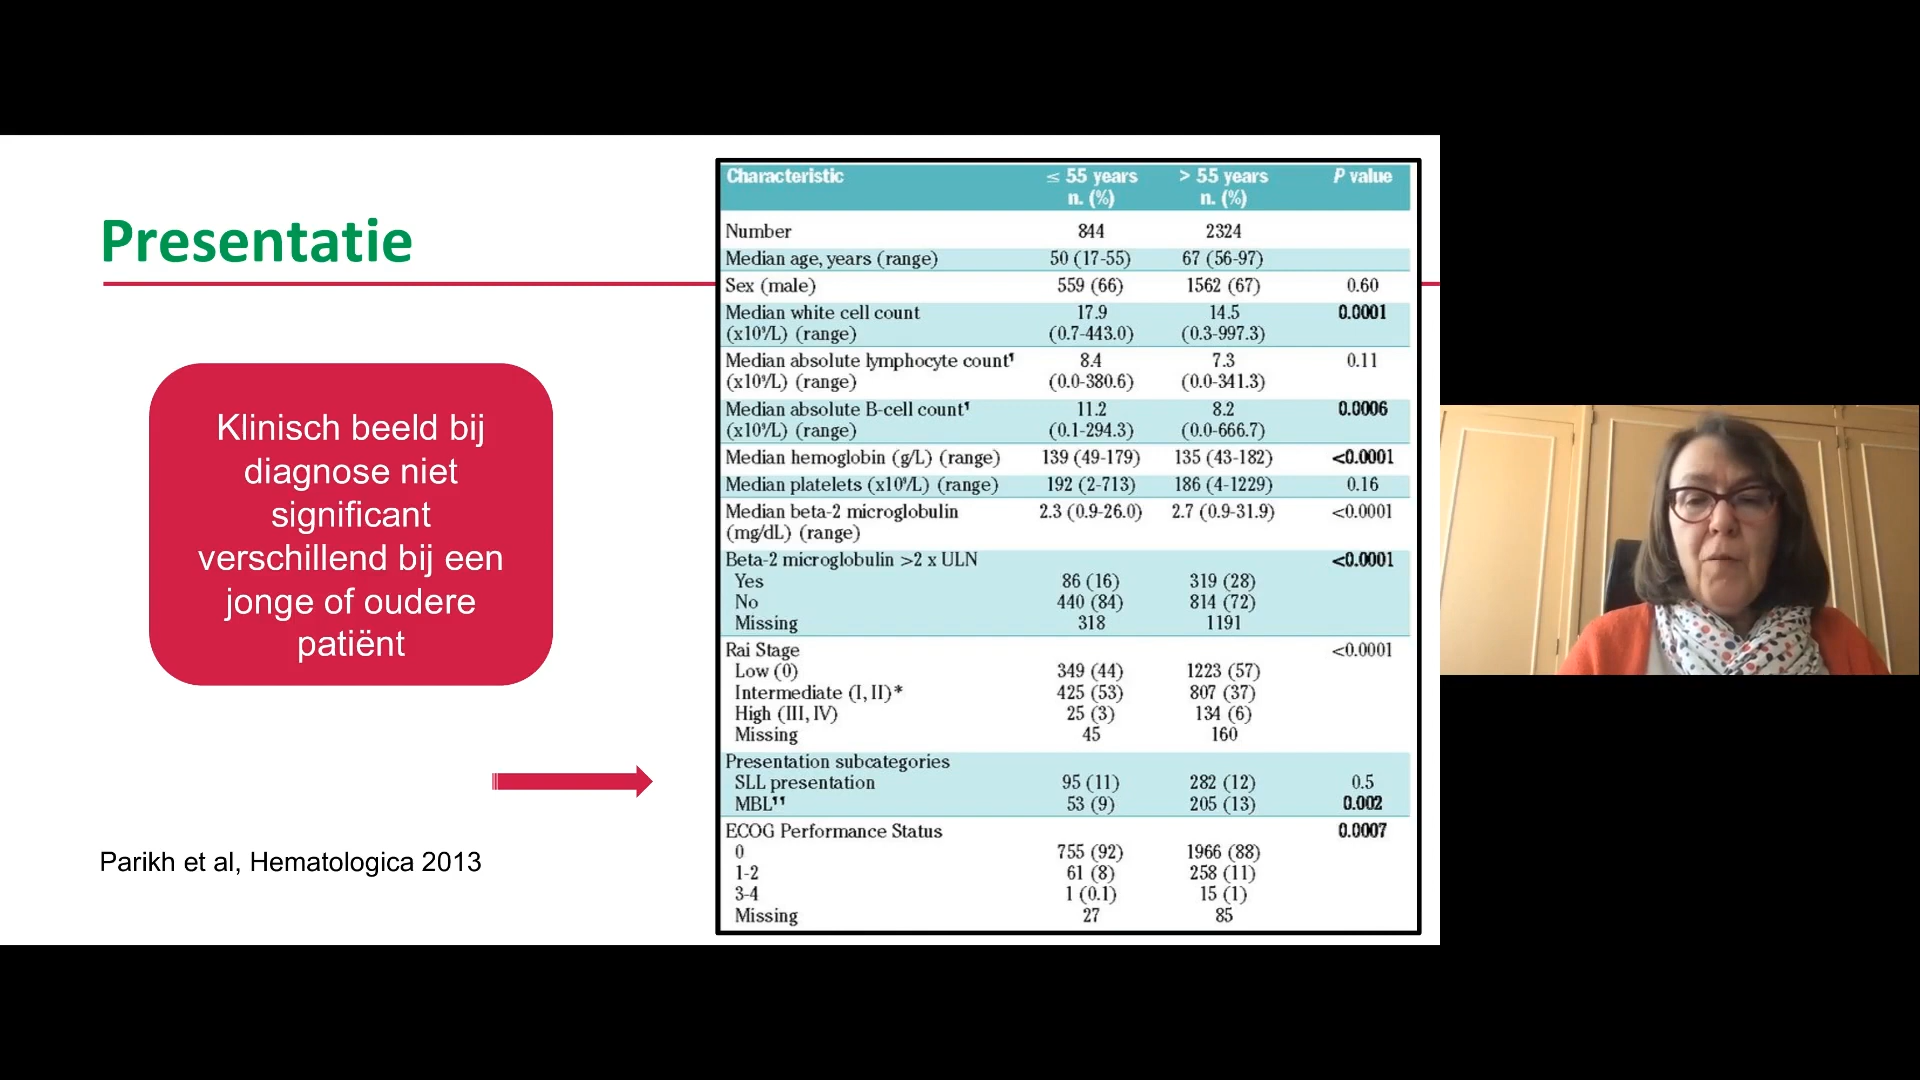 Presentatie
Klinisch beeld bij
diagnose niet
significant
verschillend bij een
jonge of oudere
patiënt
Parikh et al, Hematologica 2013
Characteristic ≤ 55 years > 55 years P value
n. (%) n. (%)
Number 844 2324
Median age, years (range) 50 (17-55) 67 (56-97)
Sex (male) 559 (66) 1562 (67) 0.60
Median white cell count 17.9 14.5 0.0001
(x10⁹/L) (range) (0.7-443.0) (0.3-997.3)
Median absolute lymphocyte count¶ 8.4 7.3 0.11
(x10⁹/L) (range) (0.0-380.6) (0.0-341.3)
Median absolute B-cell count¶ 11.2 8.2 0.0006
(x10⁹/L) (range) (0.1-294.3) (0.0-666.7)
Median hemoglobin (g/L) (range) 139 (49-179) 135 (43-182) <0.0001
Median platelets (x10⁹/L) (range) 192 (2-713) 186 (4-1229) 0.16
Median beta-2 microglobulin 2.3 (0.9-26.0) 2.7 (0.9-31.9) <0.0001
(mg/dL) (range)
Beta-2 microglobulin >2 x ULN <0.0001
Yes 86 (16) 319 (28)
No 440 (84) 814 (72)
Missing 318 1191
Rai Stage <0.0001
Low (0) 349 (44) 1223 (57)
Intermediate (I, II)* 425 (53) 807 (37)
High (III, IV) 25 (3) 134 (6)
Missing 45 160
Presentation subcategories
SLL presentation 95 (11) 282 (12) 0.5
MBL¶¶ 53 (9) 205 (13) 0.002
ECOG Performance Status 0.0007
0 755 (92) 1966 (88)
1-2 61 (8) 258 (11)
3-4 1 (0.1) 15 (1)
Missing 27 85